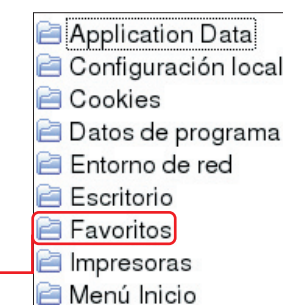 Application Data
Configuración local
Cookies
Datos de programa
Entorno de red
Escritorio
Favoritos
Impresoras
Menú Inicio